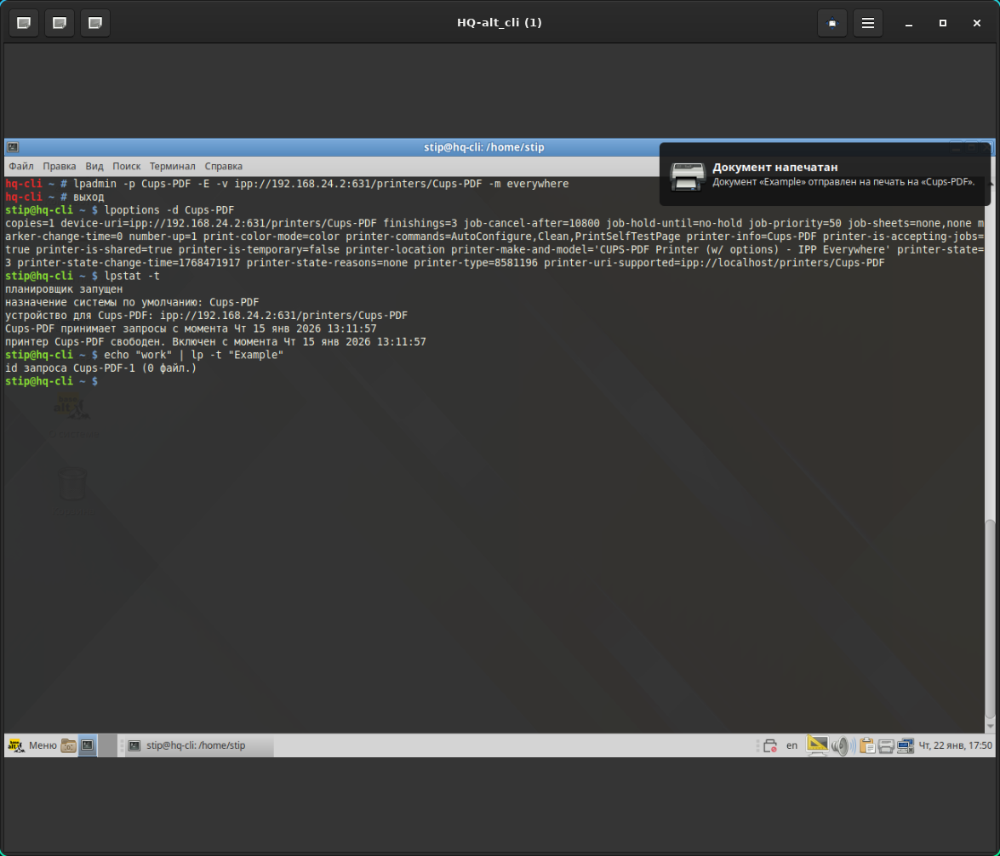 HQ-alt_cli (1)
stip@hq-cli: /home/stip
Файл Правка Вид Поиск Терминал Справка
Документ напечатан
Документ «Example» отправлен на печать на «Cups-PDF».
hq-cli ~ # lpadmin -p Cups-PDF -E -v ipp://192.168.24.2:631/printers/Cups-PDF -m everywhere
hq-cli ~ # выход
stip@hq-cli ~ $ lpoptions -d Cups-PDF
copies=1 device-uri=ipp://192.168.24.2:631/printers/Cups-PDF finishings=3 job-cancel-after=10800 job-hold-until=no-hold job-priority=50 job-sheets=none,none m
arker-change-time=0 number-up=1 print-color-mode=color printer-commands=AutoConfigure,Clean,PrintSelfTestPage printer-info=Cups-PDF printer-is-accepting-jobs=
true printer-is-shared=true printer-is-temporary=false printer-location printer-make-and-model='CUPS-PDF Printer (w/ options) - IPP Everywhere' printer-state=
3 printer-state-change-time=1768471917 printer-state-reasons=none printer-type=8581196 printer-uri-supported=ipp://localhost/printers/Cups-PDF
stip@hq-cli ~ $ lpstat -t
планировщик запущен
назначение системы по умолчанию: Cups-PDF
устройство для Cups-PDF: ipp://192.168.24.2:631/printers/Cups-PDF
Cups-PDF принимает запросы с момента Чт 15 янв 2026 13:11:57
принтер Cups-PDF свободен. Включен с момента Чт 15 янв 2026 13:11:57
stip@hq-cli ~ $ echo "work" | lp -t "Example"
id запроса Cups-PDF-1 (0 файл.)
stip@hq-cli ~ $
Меню stip@hq-cli: /home/stip en Чт, 22 янв, 17:50